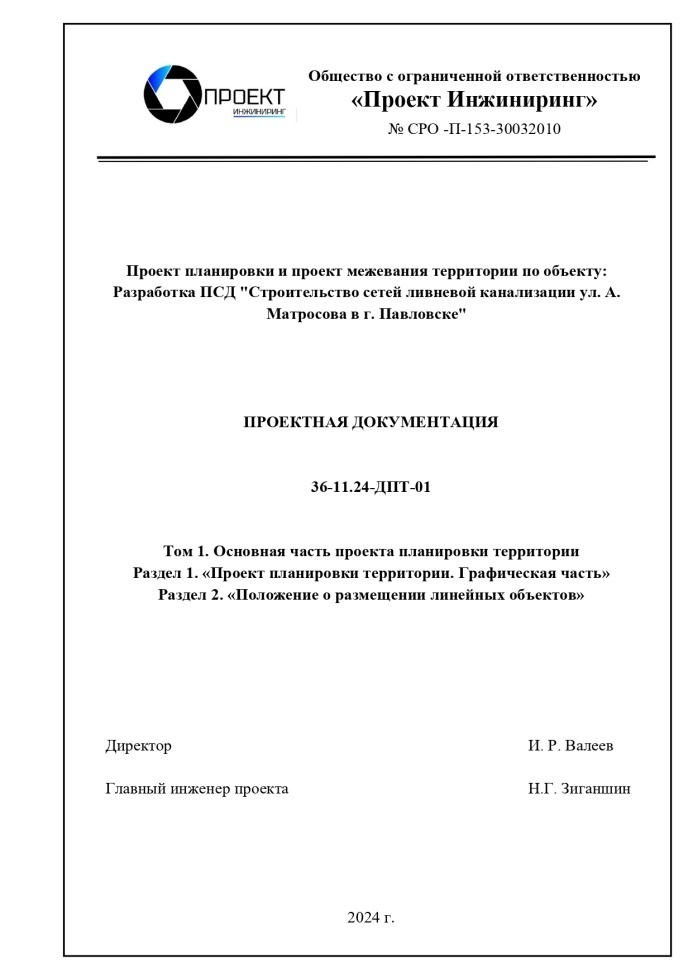 ПРОЕКТ
ИНЖИНИРИНГ
Общество с ограниченной ответственностью
«Проект Инжиниринг»
№ СРО -П-153-30032010
Проект планировки и проект межевания территории по объекту:
Разработка ПСД "Строительство сетей ливневой канализации ул. А.
Матросова в г. Павловске"
ПРОЕКТНАЯ ДОКУМЕНТАЦИЯ
36-11.24-ДПТ-01
Том 1. Основная часть проекта планировки территории
Раздел 1. «Проект планировки территории. Графическая часть»
Раздел 2. «Положение о размещении линейных объектов»
Директор И. Р. Валеев
Главный инженер проекта Н.Г. Зиганшин
2024 г.